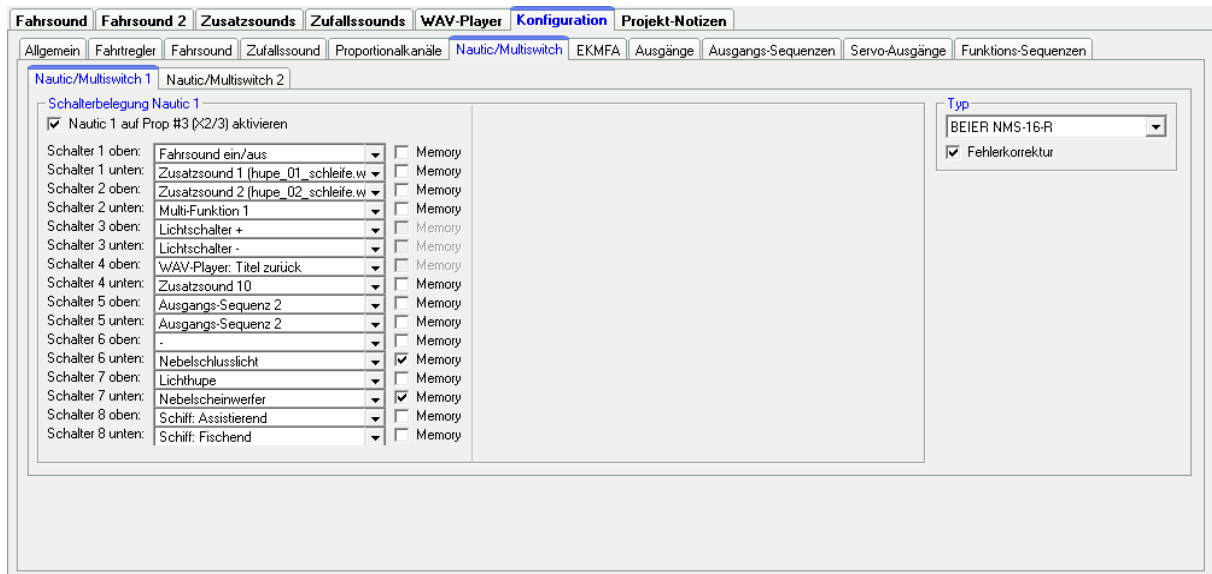 Fahrsound Fahrsound 2 Zusatzsounds Zufallssounds WAV-Player Konfiguration Projekt-Notizen
Allgemein Fahrtregler Fahrsound Zufallssound Proportionalkanäle Nautic/Multiswitch EKMFA Ausgänge Ausgangs-Sequenzen Servo-Ausgänge Funktions-Sequenzen
Nautic/Multiswitch 1 Nautic/Multiswitch 2
Schalterbelegung Nautic 1
Nautic 1 auf Prop #3 (X2/3) aktivieren
Schalter 1 oben: Fahrsound ein/aus Memory
Schalter 1 unten: Zusatzsound 1 (hupe_01_schleife.w Memory
Schalter 2 oben: Zusatzsound 2 (hupe_02_schleife.w Memory
Schalter 2 unten: Multi-Funktion 1 Memory
Schalter 3 oben: Lichtschalter + Memory
Schalter 3 unten: Lichtschalter - Memory
Schalter 4 oben: WAV-Player: Titel zurück Memory
Schalter 4 unten: Zusatzsound 10 Memory
Schalter 5 oben: Ausgangs-Sequenz 2 Memory
Schalter 5 unten: Ausgangs-Sequenz 2 Memory
Schalter 6 oben: - Memory
Schalter 6 unten: Nebelschlusslicht Memory
Schalter 7 oben: Lichthupe Memory
Schalter 7 unten: Nebelscheinwerfer Memory
Schalter 8 oben: Schiff: Assistierend Memory
Schalter 8 unten: Schiff: Fischend Memory
Typ
BEIER NMS-16-R
Fehlerkorrektur